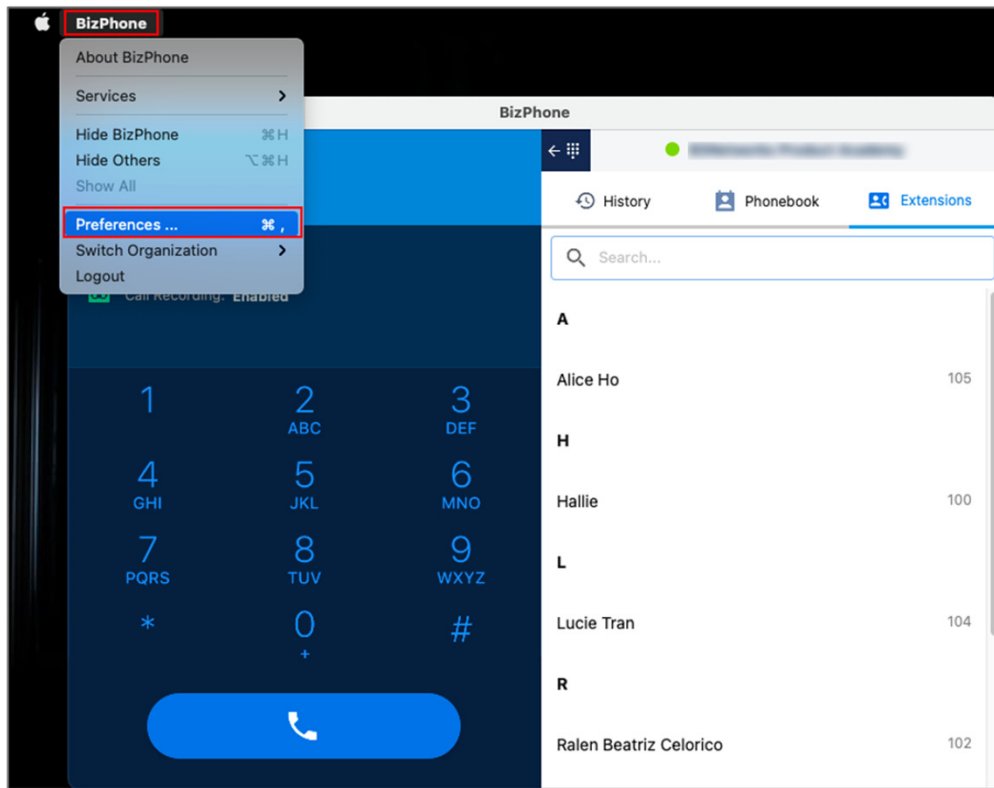 BizPhone
About BizPhone
Services
Hide BizPhone ⌘H
Hide Others ⌥⌘H
Show All
Preferences ... ⌘ ,
Switch Organization
Logout
BizPhone
History Phonebook Extensions
Search...
Call Recording: Enabled
A
Alice Ho 105
H
Hallie 100
L
Lucie Tran 104
R
Ralen Beatriz Celorico 102
1 2 3
ABC DEF
4 5 6
GHI JKL MNO
7 8 9
PQRS TUV WXYZ
* 0 #
+